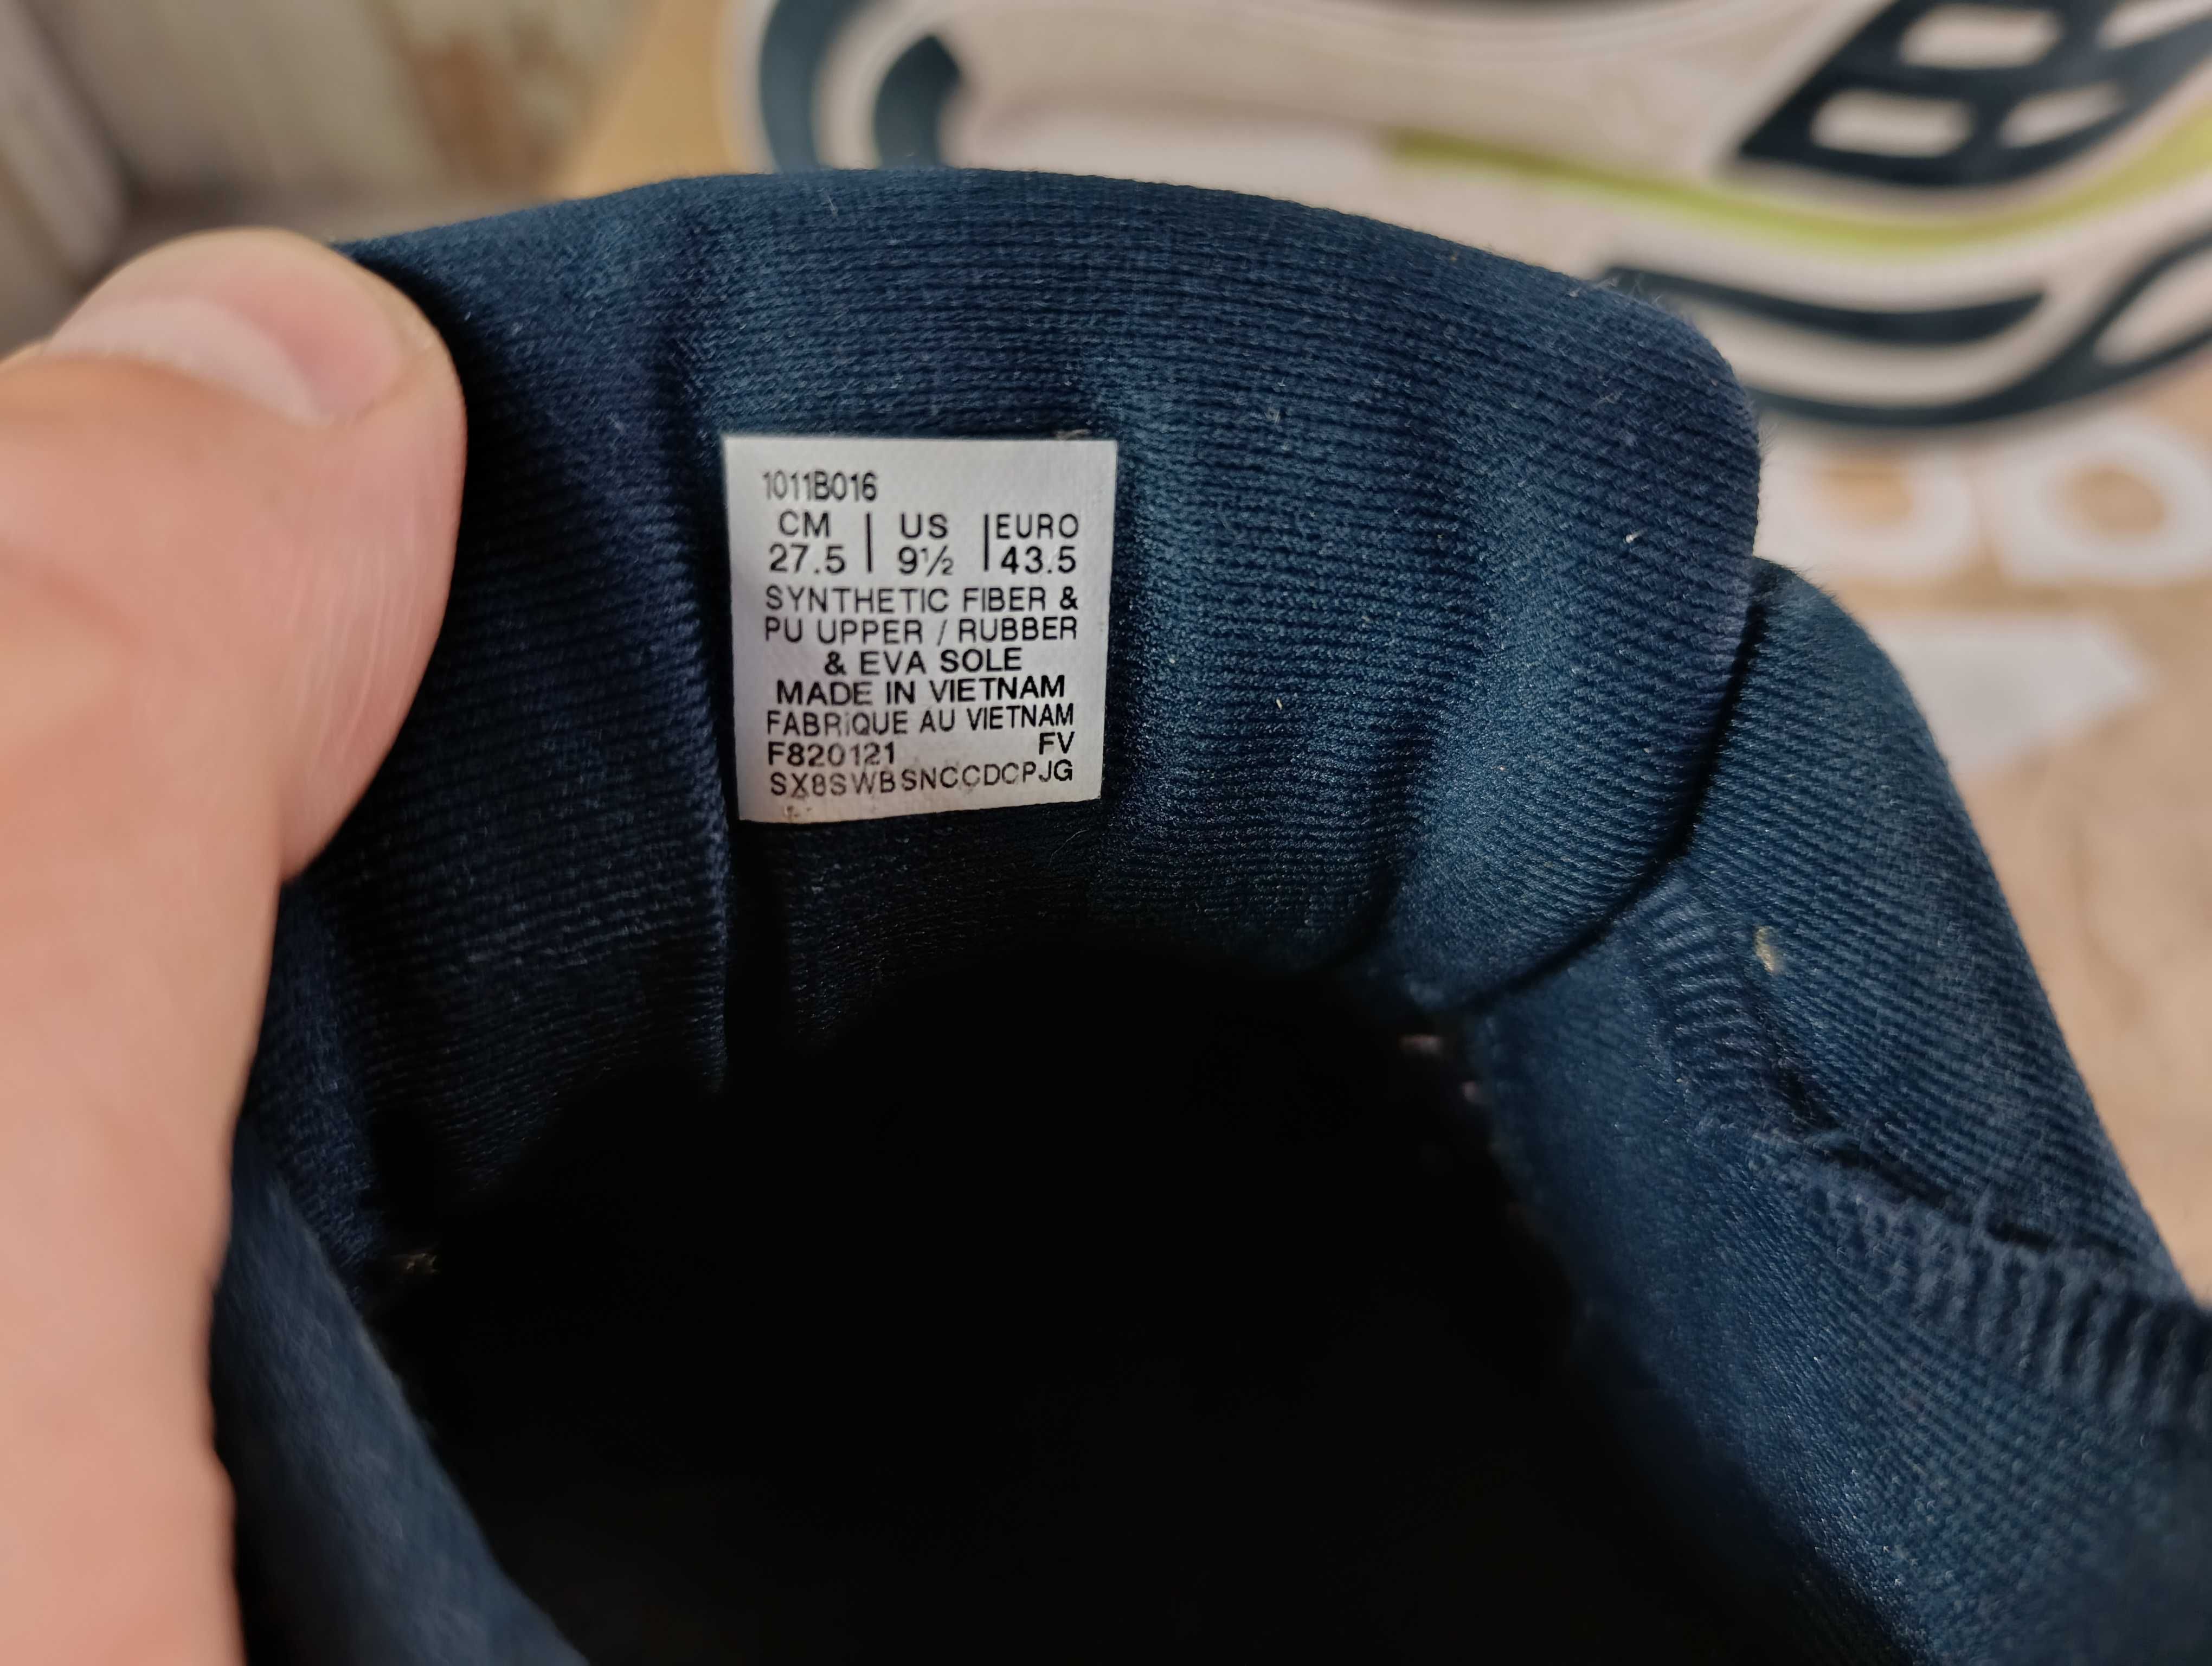 1011B016
CM | US | EURO
27.5 | 9½ | 43.5
SYNTHETIC FIBER &
PU UPPER / RUBBER
& EVA SOLE
MADE IN VIETNAM
FABRIQUE AU VIETNAM
F820121 FV
SX8SWBSNCCDCPJG